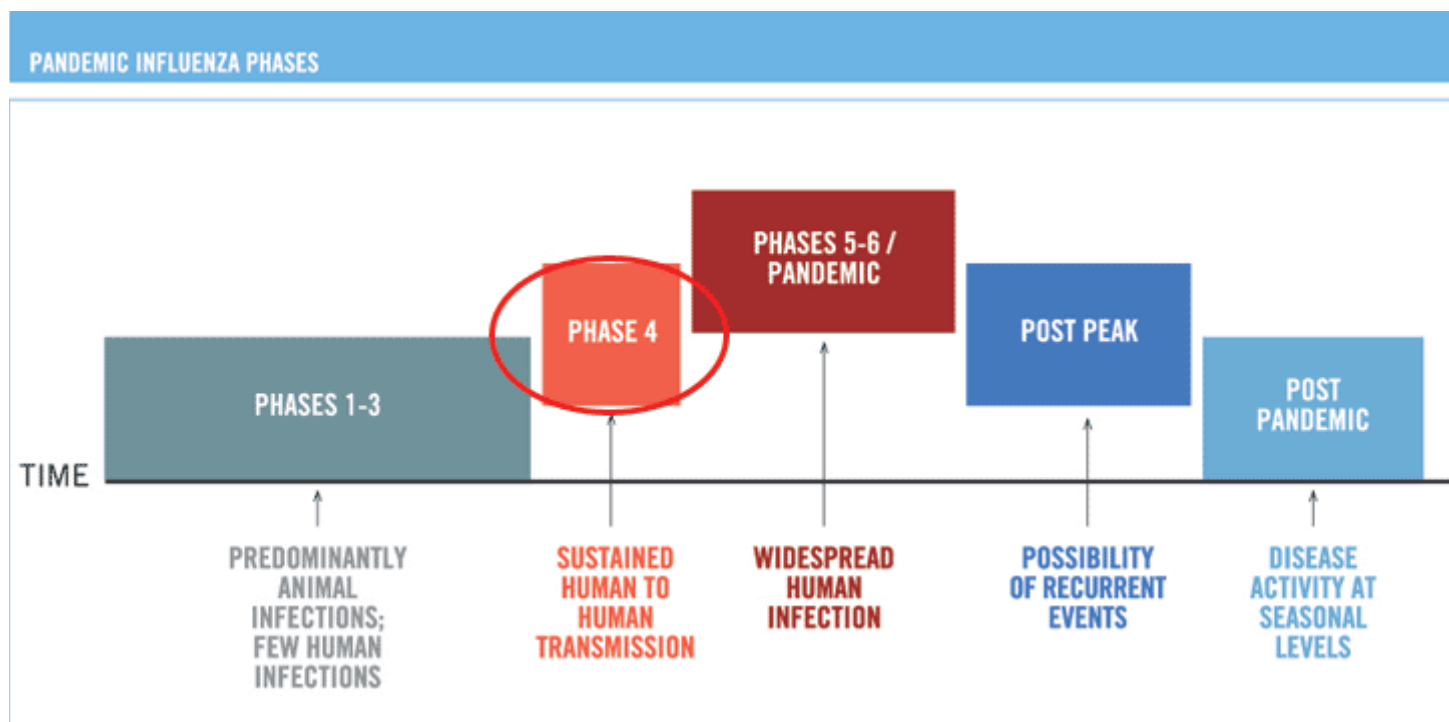 PANDEMIC INFLUENZA PHASES
PHASES 5-6 /
PANDEMIC
PHASE 4
POST PEAK
PHASES 1-3
POST
PANDEMIC
TIME
PREDOMINANTLY
ANIMAL
INFECTIONS;
FEW HUMAN
INFECTIONS
SUSTAINED
HUMAN TO
HUMAN
TRANSMISSION
WIDESPREAD
HUMAN
INFECTION
POSSIBILITY
OF RECURRENT
EVENTS
DISEASE
ACTIVITY AT
SEASONAL
LEVELS